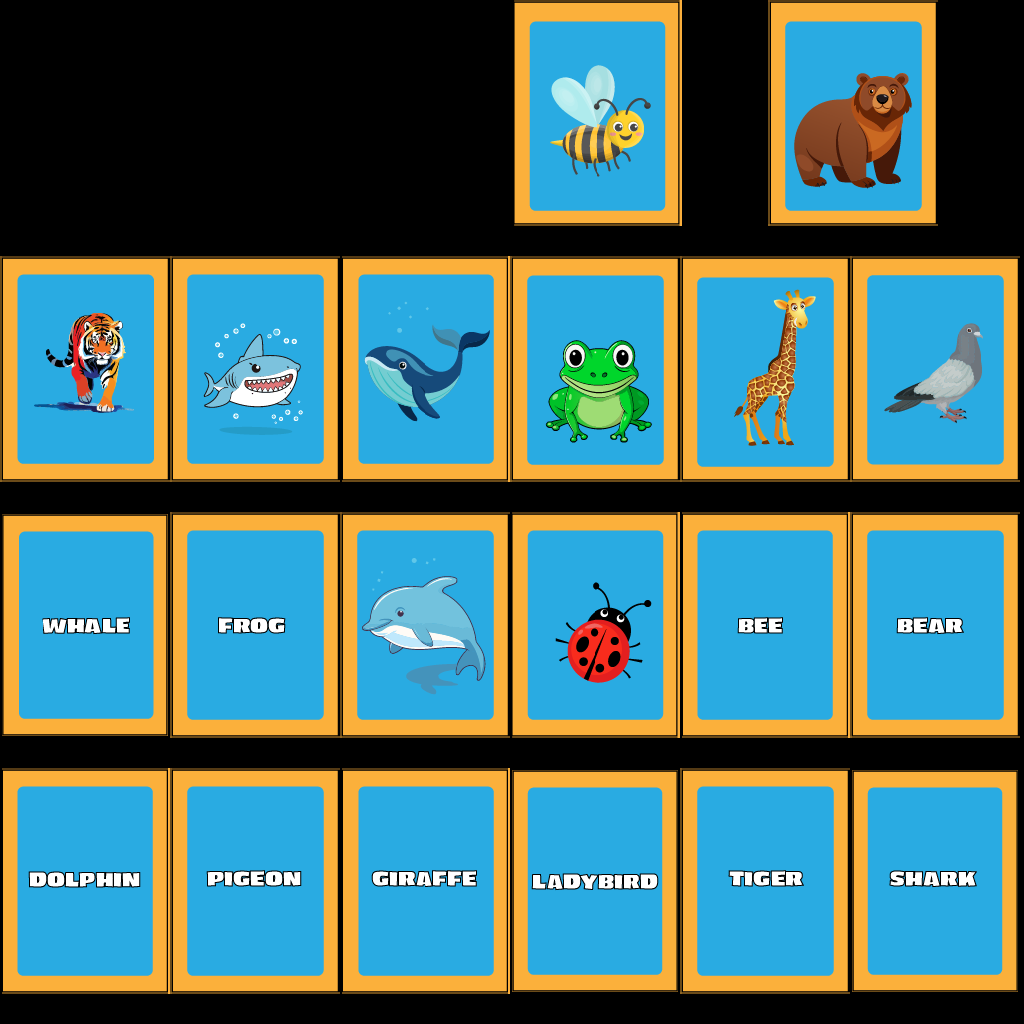 WHALE
FROG
BEE
BEAR
DOLPHIN
PIGEON
GIRAFFE
LADYBIRD
TIGER
SHARK